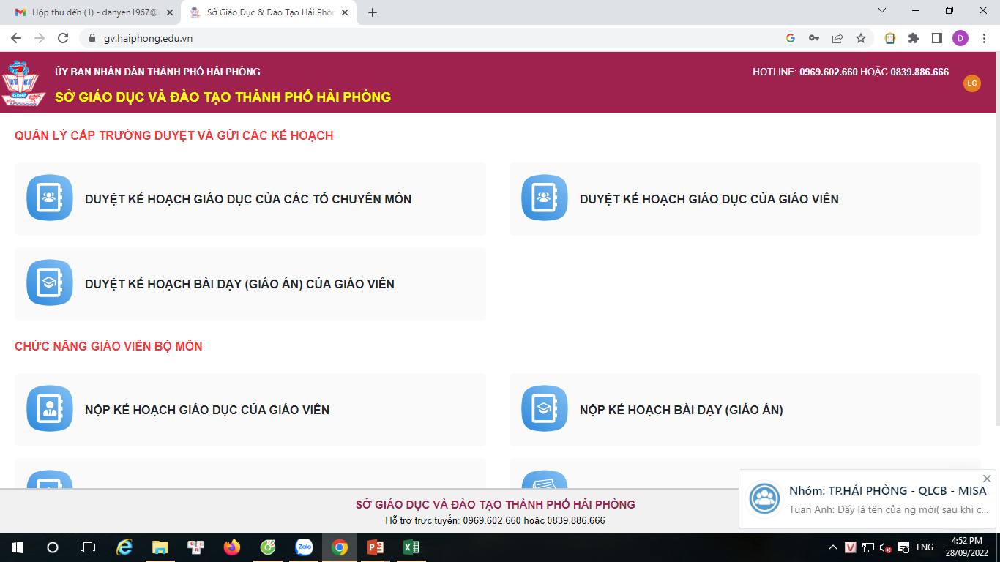 Hộp thư đến (1) - danyen1967@
Sở Giáo Dục & Đào Tạo Hải Phòn
gv.haiphong.edu.vn
D
ỦY BAN NHÂN DÂN THÀNH PHỐ HẢI PHÒNG
HOTLINE: 0969.602.660 HOẶC 0839.886.666
LC
SỞ GIÁO DỤC VÀ ĐÀO TẠO THÀNH PHỐ HẢI PHÒNG
QUẢN LÝ CẤP TRƯỜNG DUYỆT VÀ GỬI CÁC KẾ HOẠCH
DUYỆT KẾ HOẠCH GIÁO DỤC CỦA CÁC TỔ CHUYÊN MÔN
DUYỆT KẾ HOẠCH GIÁO DỤC CỦA GIÁO VIÊN
DUYỆT KẾ HOẠCH BÀI DẠY (GIÁO ÁN) CỦA GIÁO VIÊN
CHỨC NĂNG GIÁO VIÊN BỘ MÔN
NỘP KẾ HOẠCH GIÁO DỤC CỦA GIÁO VIÊN
NỘP KẾ HOẠCH BÀI DẠY (GIÁO ÁN)
Nhóm: TP.HẢI PHÒNG - QLCB - MISA
Tuan Anh: Đấy là tên của ng mới( sau khi c...
SỞ GIÁO DỤC VÀ ĐÀO TẠO THÀNH PHỐ HẢI PHÒNG
Hỗ trợ trực tuyến: 0969.602.660 hoặc 0839.886.666
Zalo
ENG
4:52 PM
28/09/2022